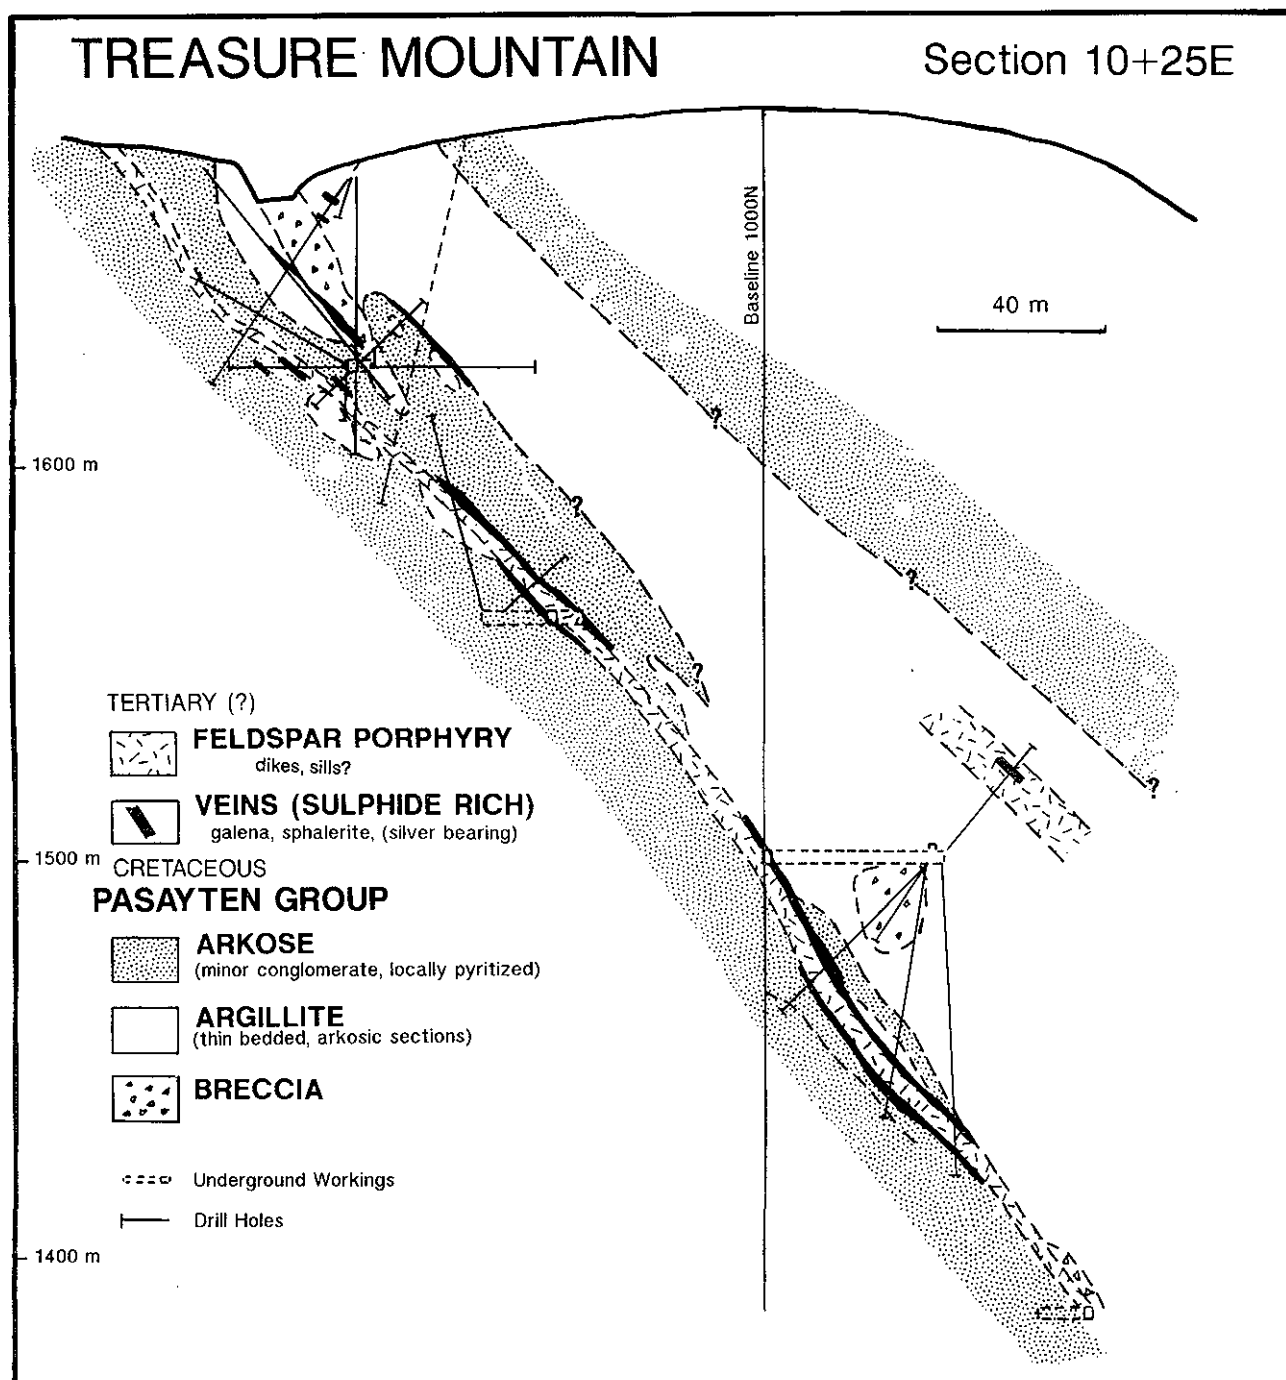 TREASURE MOUNTAIN
Section 10+25E
Baseline 1000N
40 m
?
?
1600 m
?
?
?
?
TERTIARY (?)
FELDSPAR PORPHYRY
dikes, sills?
VEINS (SULPHIDE RICH)
galena, sphalerite, (silver bearing)
1500 m
CRETACEOUS
PASAYTEN GROUP
ARKOSE
(minor conglomerate, locally pyritized)
ARGILLITE
(thin bedded, arkosic sections)
BRECCIA
Underground Workings
Drill Holes
1400 m